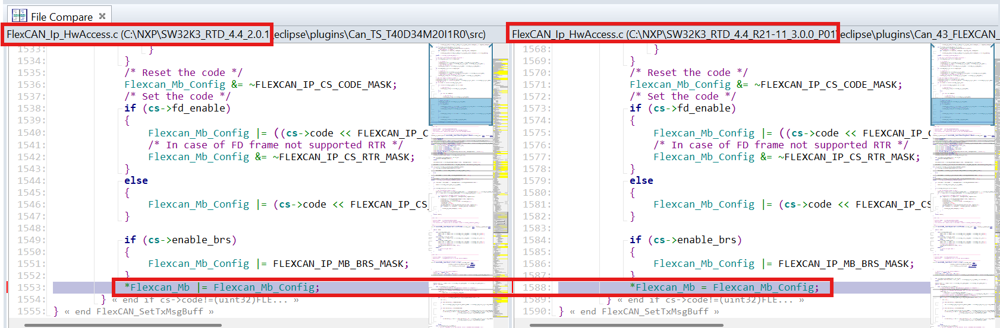 File Compare
FlexCAN_Ip_HwAccess.c (C:\NXP\SW32K3_RTD_4.4_2.0.1\eclipse\plugins\Can_TS_T40D34M20I1R0\src)
1533: }
1534: }
1535: /* Reset the code */
1536: Flexcan_Mb_Config &= ~FLEXCAN_IP_CS_CODE_MASK;
1537: /* Set the code */
1538: if (cs->fd_enable)
1539: {
1540: Flexcan_Mb_Config |= ((cs->code << FLEXCAN_IP_C
1541: /* In case of FD frame not supported RTR */
1542: Flexcan_Mb_Config &= ~FLEXCAN_IP_CS_RTR_MASK;
1543: }
1544: else
1545: {
1546: Flexcan_Mb_Config |= (cs->code << FLEXCAN_IP_CS_
1547: }
1548:
1549: if (cs->enable_brs)
1550: {
1551: Flexcan_Mb_Config |= FLEXCAN_IP_MB_BRS_MASK;
1552: }
1553: *Flexcan_Mb |= Flexcan_Mb_Config;
1554: } « end if cs->code!=(uint32)FLE... »
1555: } « end FlexCAN_SetTxMsgBuff »
FlexCAN_Ip_HwAccess.c (C:\NXP\SW32K3_RTD_4.4_R21-11_3.0.0_P01\eclipse\plugins\Can_43_FLEXCAN_
1568: }
1569: }
1570: /* Reset the code */
1571: Flexcan_Mb_Config &= ~FLEXCAN_IP_CS_CODE_MASK;
1572: /* Set the code */
1573: if (cs->fd_enable)
1574: {
1575: Flexcan_Mb_Config |= ((cs->code << FLEXCAN_IP_C
1576: /* In case of FD frame not supported RTR */
1577: Flexcan_Mb_Config &= ~FLEXCAN_IP_CS_RTR_MASK;
1578: }
1579: else
1580: {
1581: Flexcan_Mb_Config |= (cs->code << FLEXCAN_IP_CS
1582: }
1583:
1584: if (cs->enable_brs)
1585: {
1586: Flexcan_Mb_Config |= FLEXCAN_IP_MB_BRS_MASK;
1587: }
1588: *Flexcan_Mb = Flexcan_Mb_Config;
1589: } « end if cs->code!=(uint32)FLE... »
1590: } « end FlexCAN_SetTxMsgBuff »